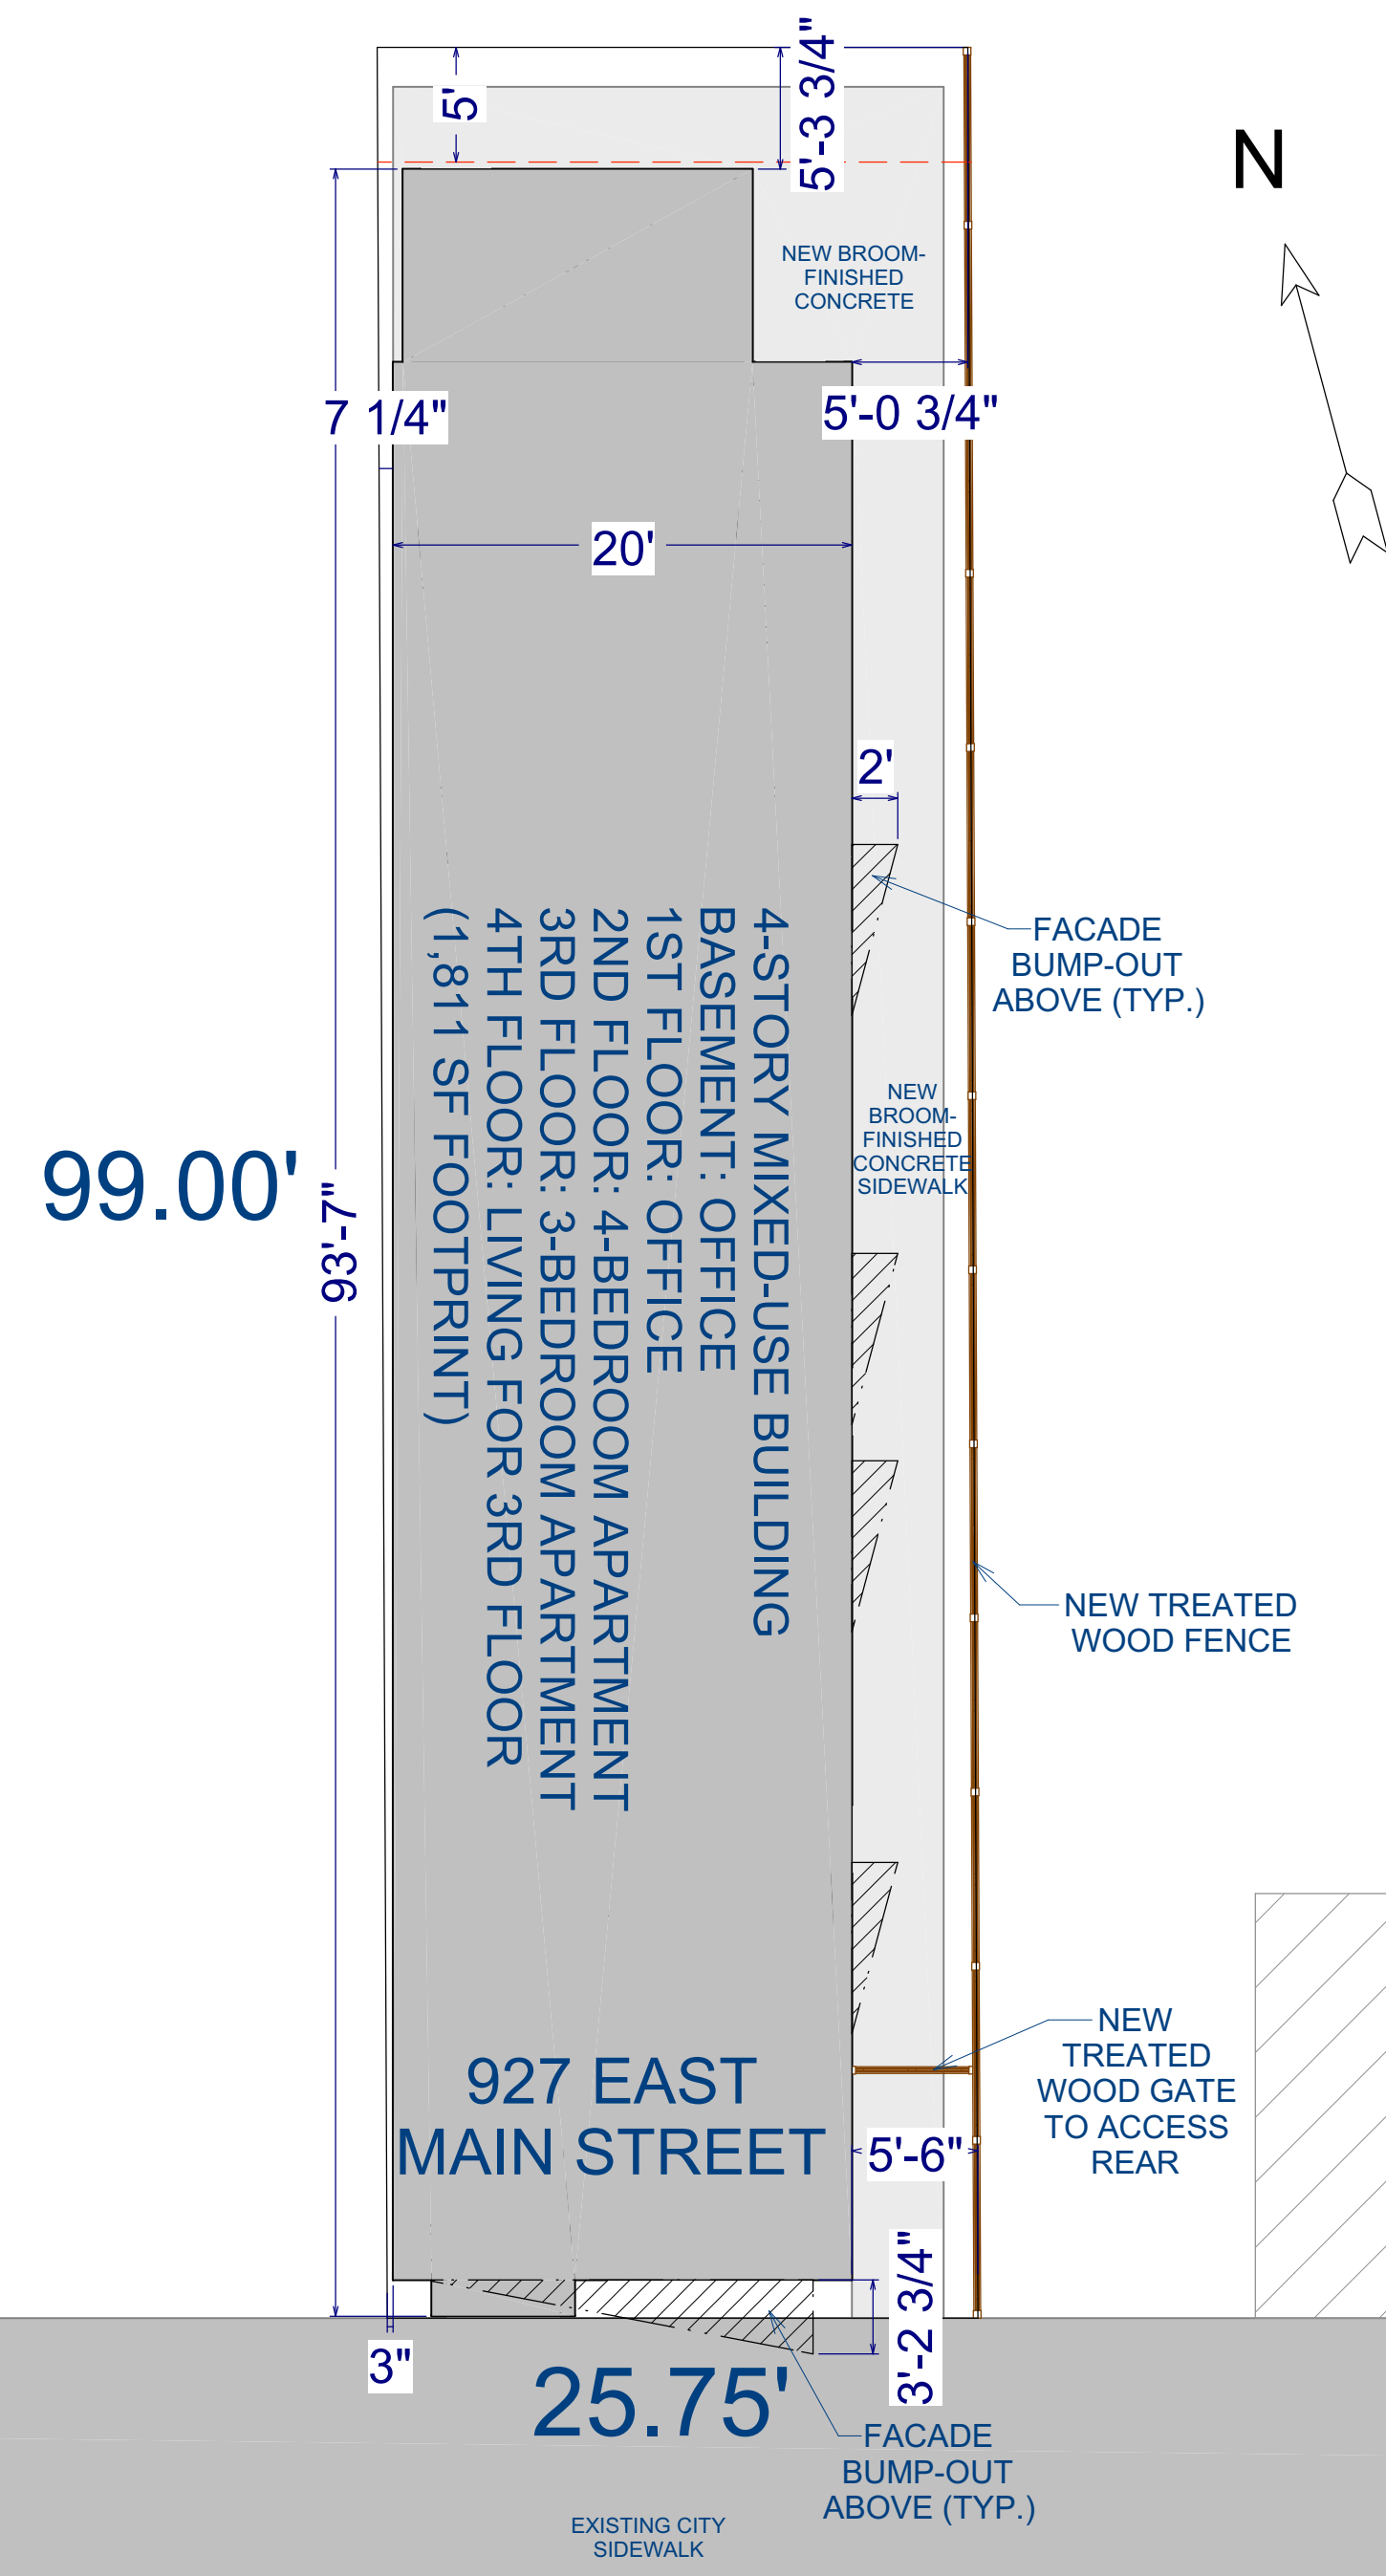 5'
5'-3 3/4"
N
NEW BROOM-
FINISHED
CONCRETE
7 1/4"
5'-0 3/4"
20'
2'
FACADE
BUMP-OUT
ABOVE (TYP.)
4-STORY MIXED-USE BUILDING
BASEMENT: OFFICE
1ST FLOOR: OFFICE
2ND FLOOR: 4-BEDROOM APARTMENT
3RD FLOOR: 3-BEDROOM APARTMENT
4TH FLOOR: LIVING FOR 3RD FLOOR
(1,811 SF FOOTPRINT)
NEW
BROOM-
FINISHED
CONCRETE
SIDEWALK
99.00'
93'-7"
NEW TREATED
WOOD FENCE
927 EAST
MAIN STREET
NEW
TREATED
WOOD GATE
TO ACCESS
REAR
5'-6"
3'-2 3/4"
3"
25.75'
FACADE
BUMP-OUT
ABOVE (TYP.)
EXISTING CITY
SIDEWALK